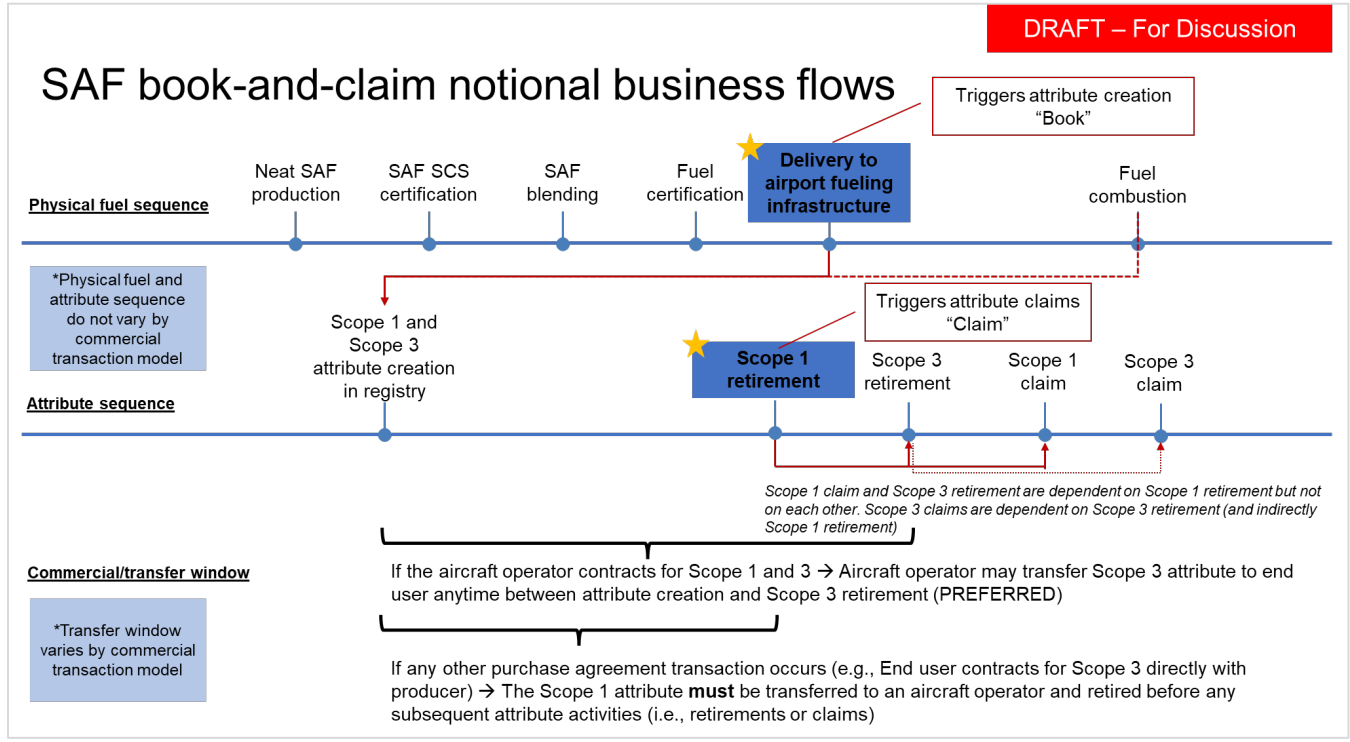 DRAFT – For Discussion
SAF book-and-claim notional business flows
Triggers attribute creation
“Book”
Physical fuel sequence
Neat SAF
production
SAF SCS
certification
SAF
blending
Fuel
certification
Delivery to
airport fueling
infrastructure
Fuel
combustion
*Physical fuel and
attribute sequence
do not vary by
commercial
transaction model
Triggers attribute claims
“Claim”
Attribute sequence
Scope 1 and
Scope 3
attribute creation
in registry
Scope 1
retirement
Scope 3
retirement
Scope 1
claim
Scope 3
claim
Scope 1 claim and Scope 3 retirement are dependent on Scope 1 retirement but not
on each other. Scope 3 claims are dependent on Scope 3 retirement (and indirectly
Scope 1 retirement)
Commercial/transfer window
If the aircraft operator contracts for Scope 1 and 3 → Aircraft operator may transfer Scope 3 attribute to end
user anytime between attribute creation and Scope 3 retirement (PREFERRED)
*Transfer window
varies by commercial
transaction model
If any other purchase agreement transaction occurs (e.g., End user contracts for Scope 3 directly with
producer) → The Scope 1 attribute must be transferred to an aircraft operator and retired before any
subsequent attribute activities (i.e., retirements or claims)